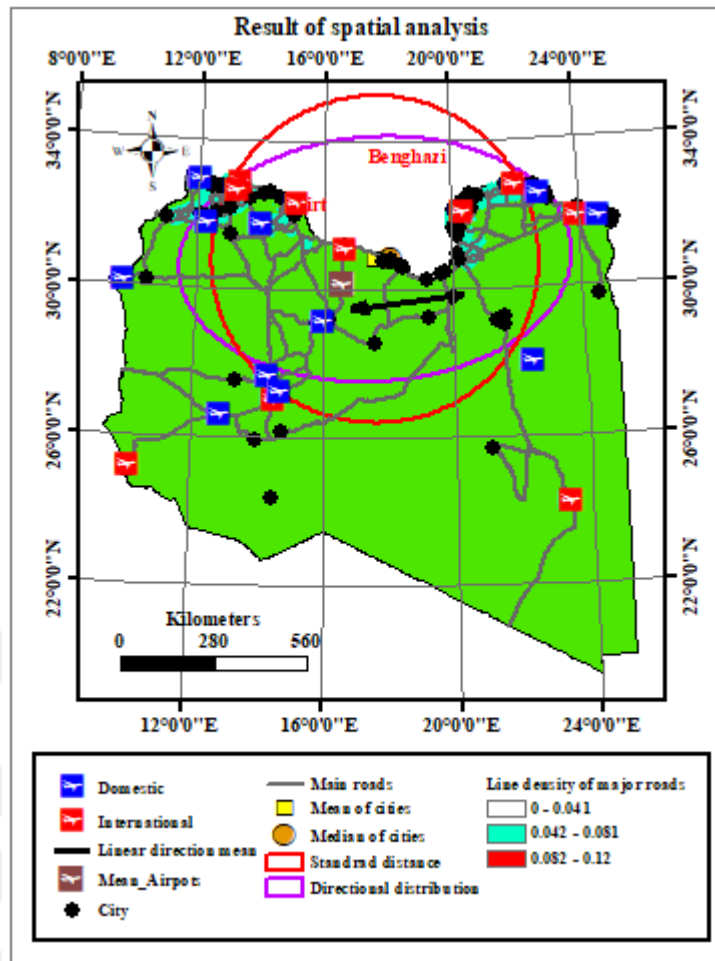 Result of spatial analysis
8°0'0"E 12°0'0"E 16°0'0"E 20°0'0"E 24°0'0"E
34°0'0"N 34°0'0"N
N
W E
S
Benghazi
irt
30°0'0"N 30°0'0"N
26°0'0"N 26°0'0"N
22°0'0"N 22°0'0"N
Kilometers
0 280 560
12°0'0"E 16°0'0"E 20°0'0"E 24°0'0"E
Domestic
International
Linear direction mean
Mean_Airpots
City
Main roads
Mean of cities
Median of cities
Standrad distance
Directional distribution
Line density of major roads
0 - 0.041
0.042 - 0.081
0.082 - 0.12